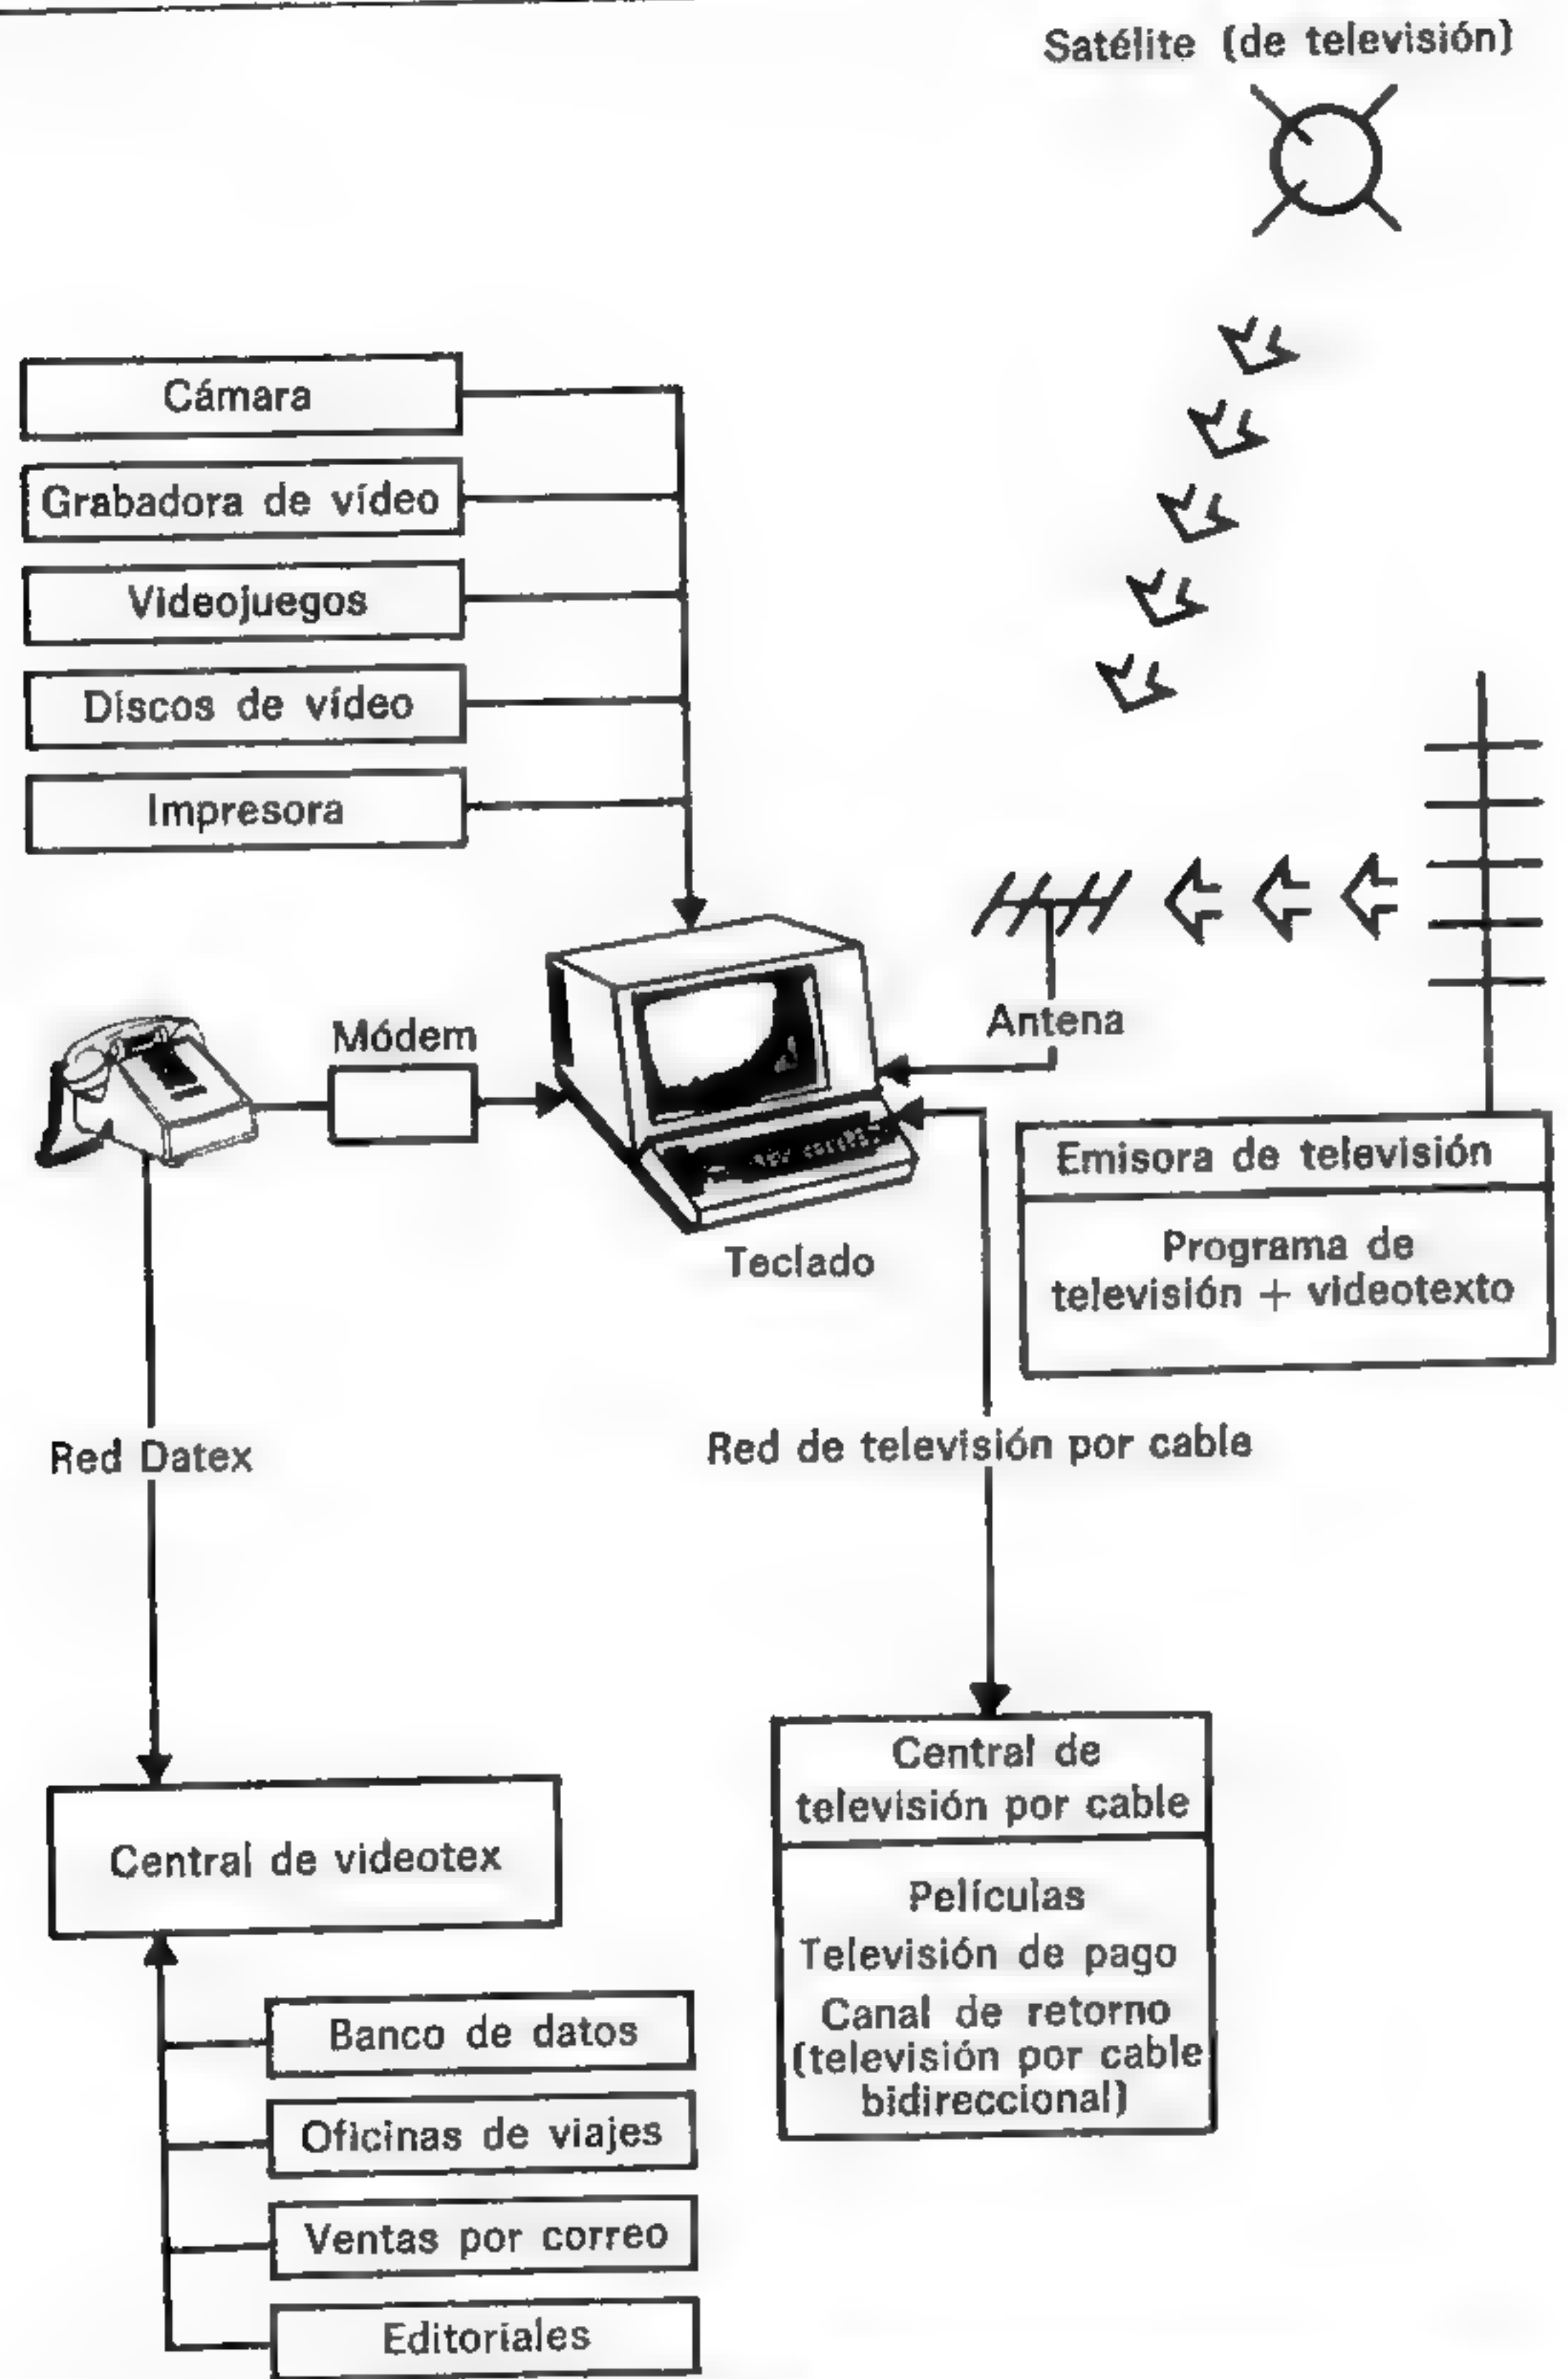 Satélite (de televisión)
Cámara
Grabadora de vídeo
Videojuegos
Discos de vídeo
Impresora
Antena
Módem
Emisora de televisión
Programa de
televisión + videotexto
Teclado
Red Datex
Red de televisión por cable
Central de
televisión por cable
Películas
Televisión de pago
Canal de retorno
(televisión por cable
bidireccional)
Central de videotex
Banco de datos
Oficinas de viajes
Ventas por correo
Editoriales